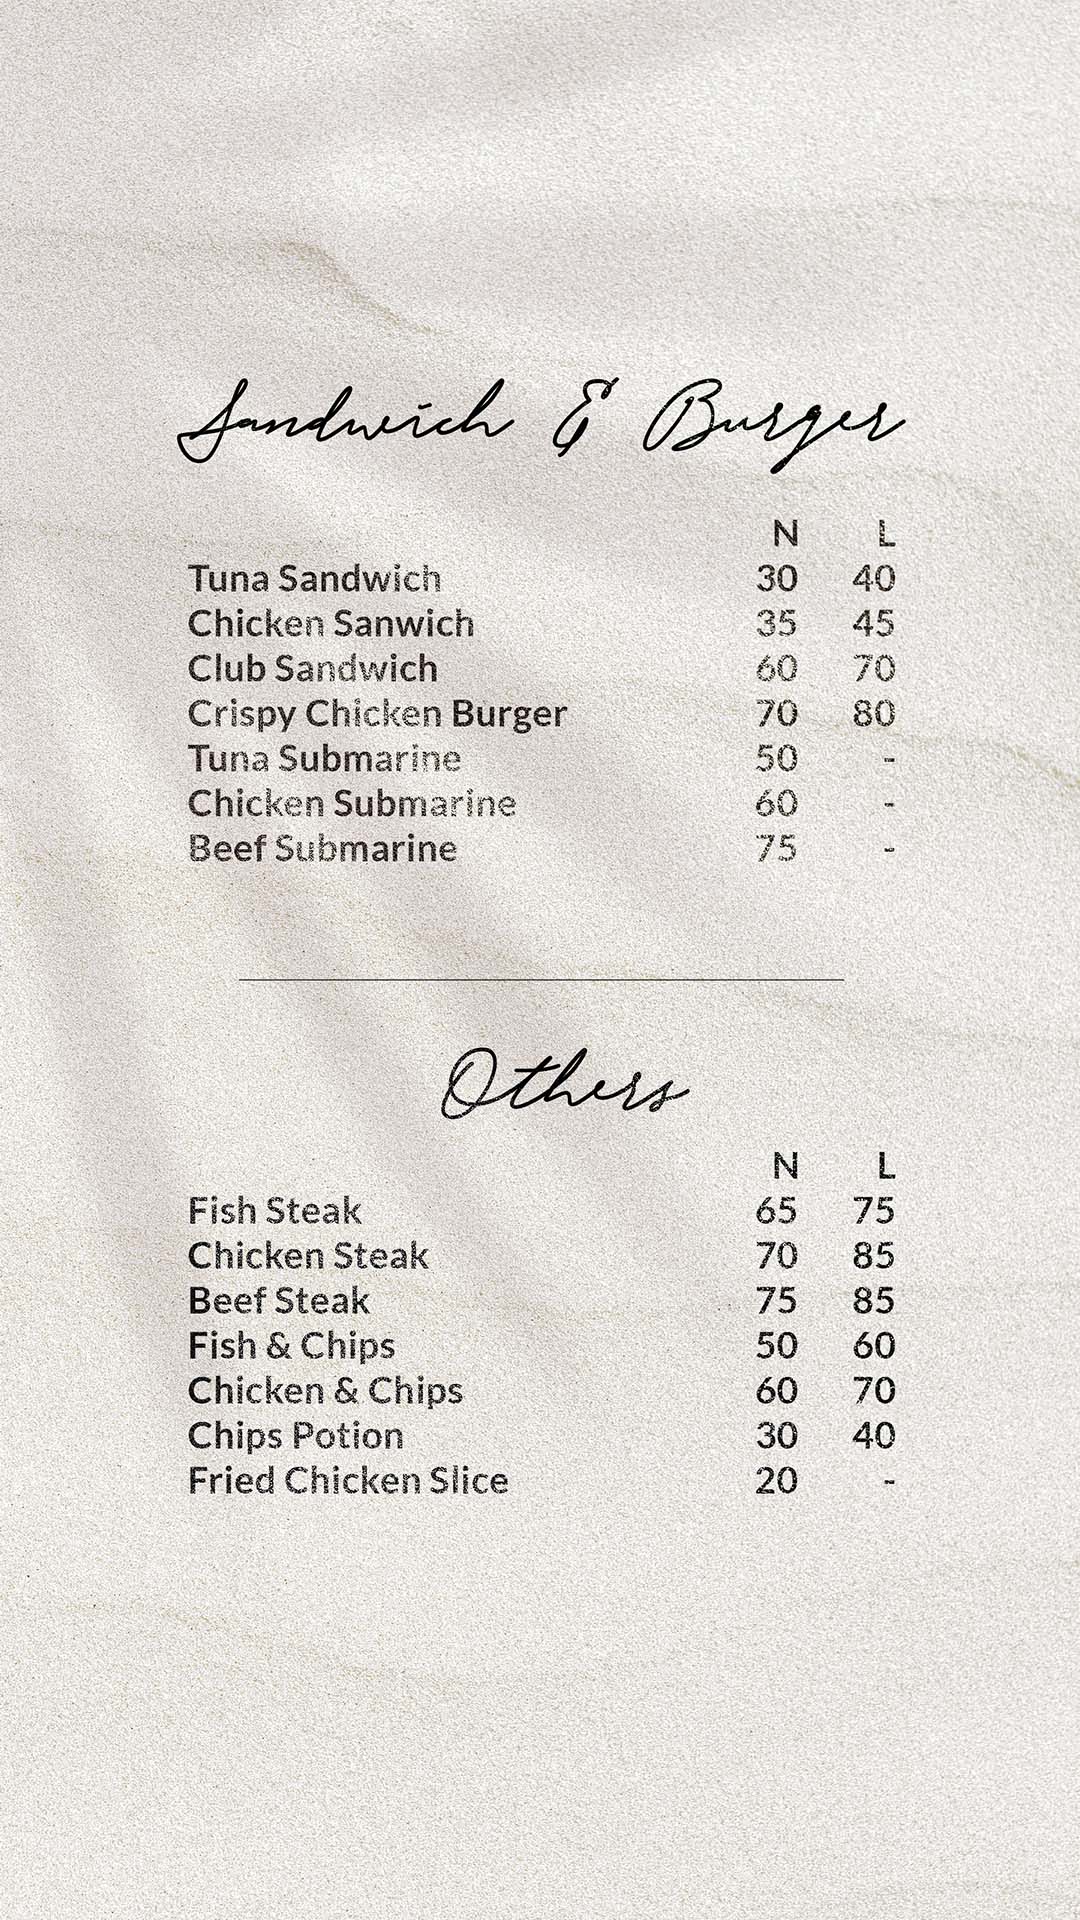 Sandwich & Burger
N L
Tuna Sandwich 30 40
Chicken Sanwich 35 45
Club Sandwich 60 70
Crispy Chicken Burger 70 80
Tuna Submarine 50 -
Chicken Submarine 60 -
Beef Submarine 75 -
Others
N L
Fish Steak 65 75
Chicken Steak 70 85
Beef Steak 75 85
Fish & Chips 50 60
Chicken & Chips 60 70
Chips Potion 30 40
Fried Chicken Slice 20 -